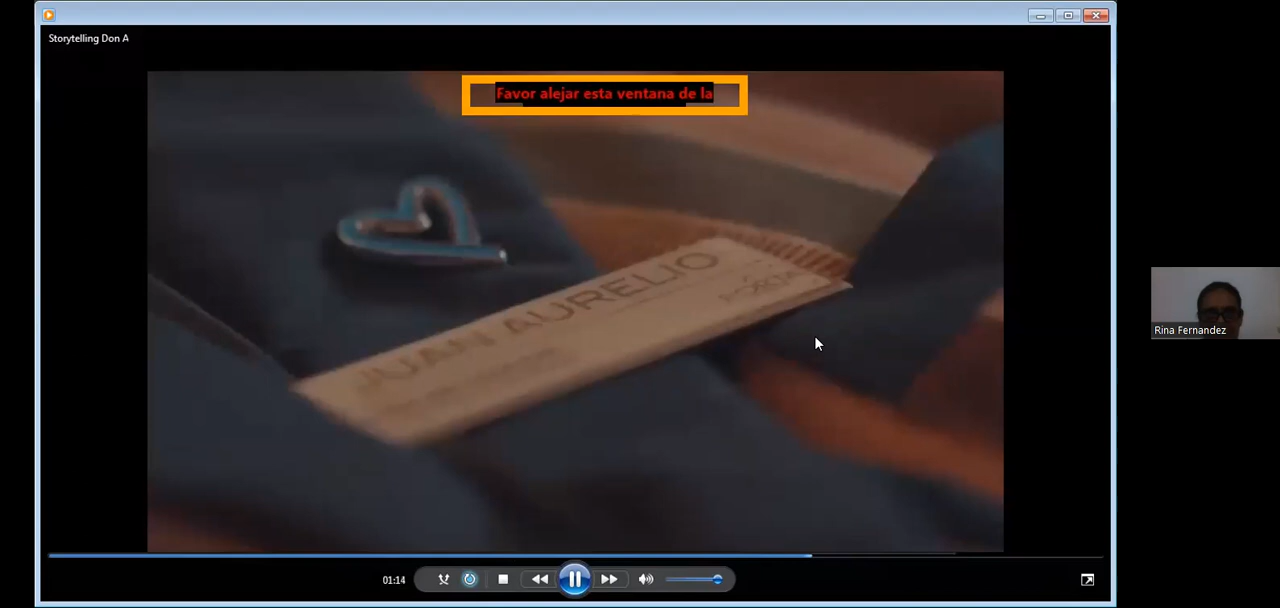 Storytelling Don A
Favor alejar esta ventana de la
JUAN AURELIO
Rina Fernandez
01:14